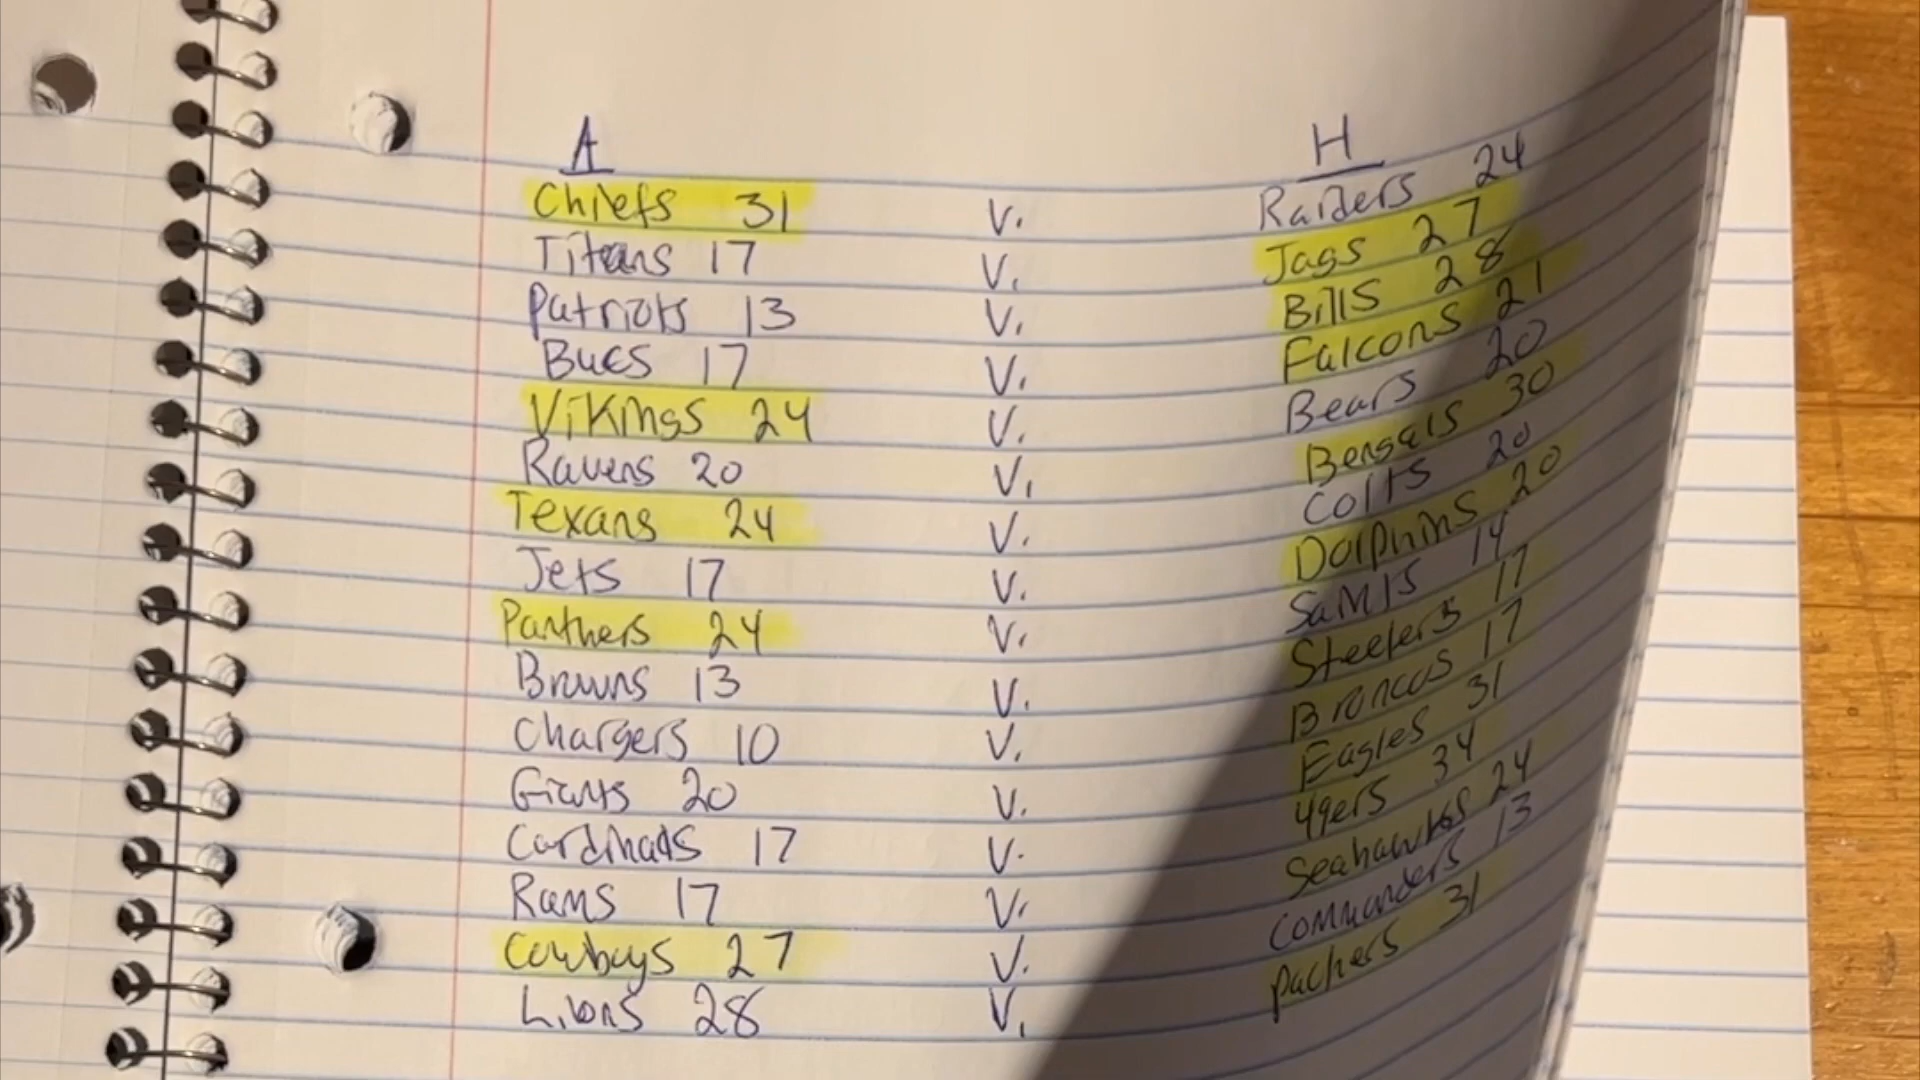 A H
Chiefs 31 V. Raiders 24
Titans 17 V. Jags 27
Patriots 13 V. Bills 28
Bucs 17 V. Falcons 21
Vikings 24 V. Bears 20
Ravens 20 V. Bengals 30
Texans 24 V. Colts 20
Jets 17 V. Dolphins 20
Panthers 24 V. Saints 14
Browns 13 V. Steelers 17
Chargers 10 V. Broncos 17
Giants 20 V. Eagles 31
Cardinals 17 V. 49ers 34
Rams 17 V. Seahawks 24
Cowboys 27 V. Commanders 13
Lions 28 V. Packers 31